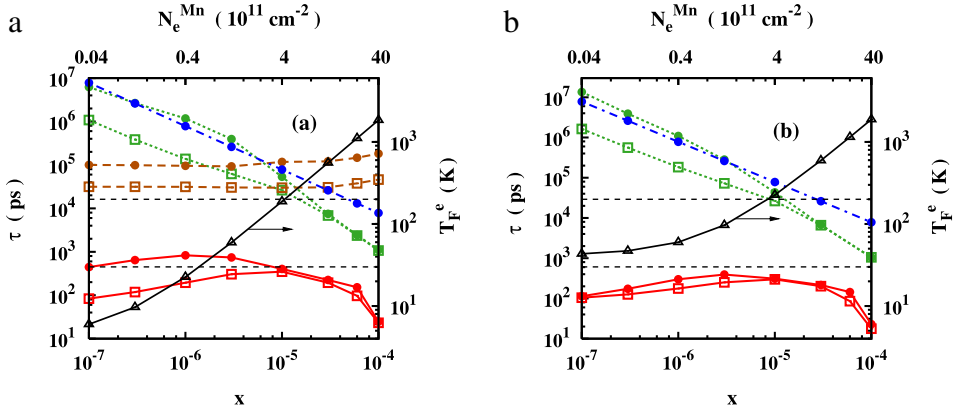 a
N_e^Mn ( 10^11 cm^-2 )
0.04 0.4 4 40
10^7
10^6
10^5
10^4
10^3
10^2
10^1
τ ( ps )
(a)
10^3
10^2
10^1
T_F^e ( K )
10^-7 10^-6 10^-5 10^-4
x
b
N_e^Mn ( 10^11 cm^-2 )
0.04 0.4 4 40
10^7
10^6
10^5
10^4
10^3
10^2
10^1
τ ( ps )
(b)
10^3
10^2
10^1
T_F^e ( K )
10^-7 10^-6 10^-5 10^-4
x